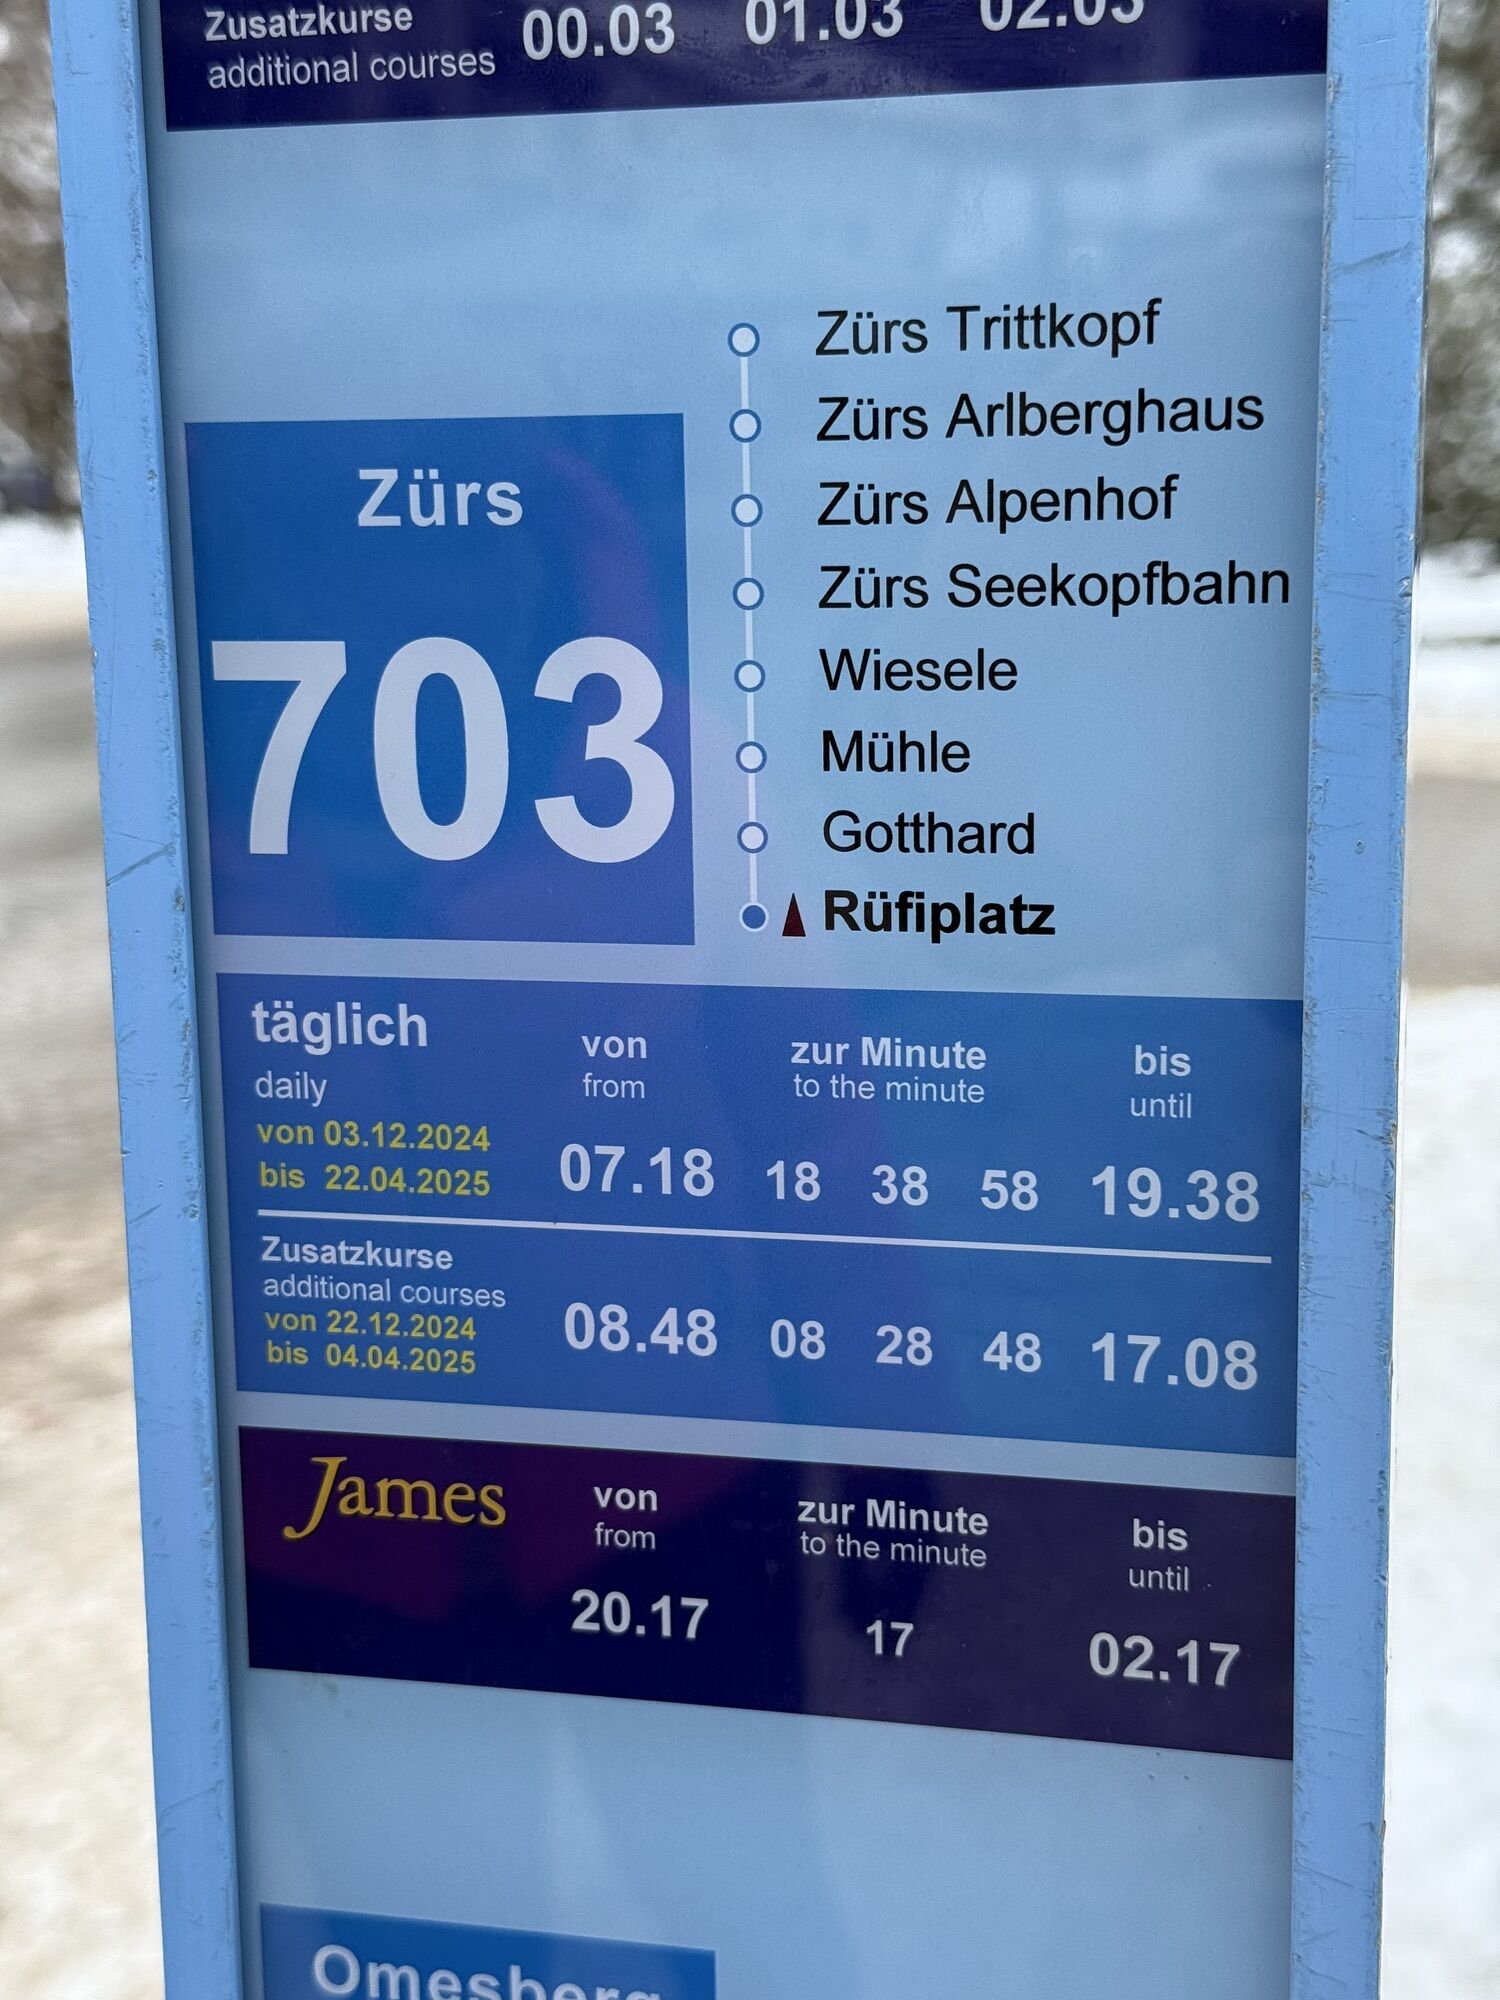 Zusatzkurse 00.03 01.03 02.03
additional courses
Zürs Trittkopf
Zürs Arlberghaus
Zürs Alpenhof
Zürs Seekopfbahn
Wiesele
Mühle
Gotthard
Rüfiplatz
Zürs
703
täglich von zur Minute bis
daily from to the minute until
von 03.12.2024
bis 22.04.2025
07.18 18 38 58 19.38
Zusatzkurse
additional courses
von 22.12.2024
bis 04.04.2025
08.48 08 28 48 17.08
James von zur Minute bis
from to the minute until
20.17 17 02.17
Omesberg